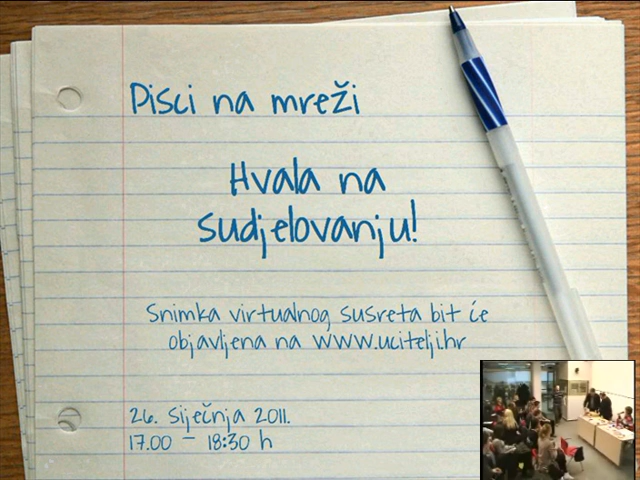 Pisci na mreži
Hvala na
sudjelovanju!
Snimka virtualnog susreta bit će
objavljena na www.ucitelji.hr
26. siječnja 2011.
17.00 – 18:30 h